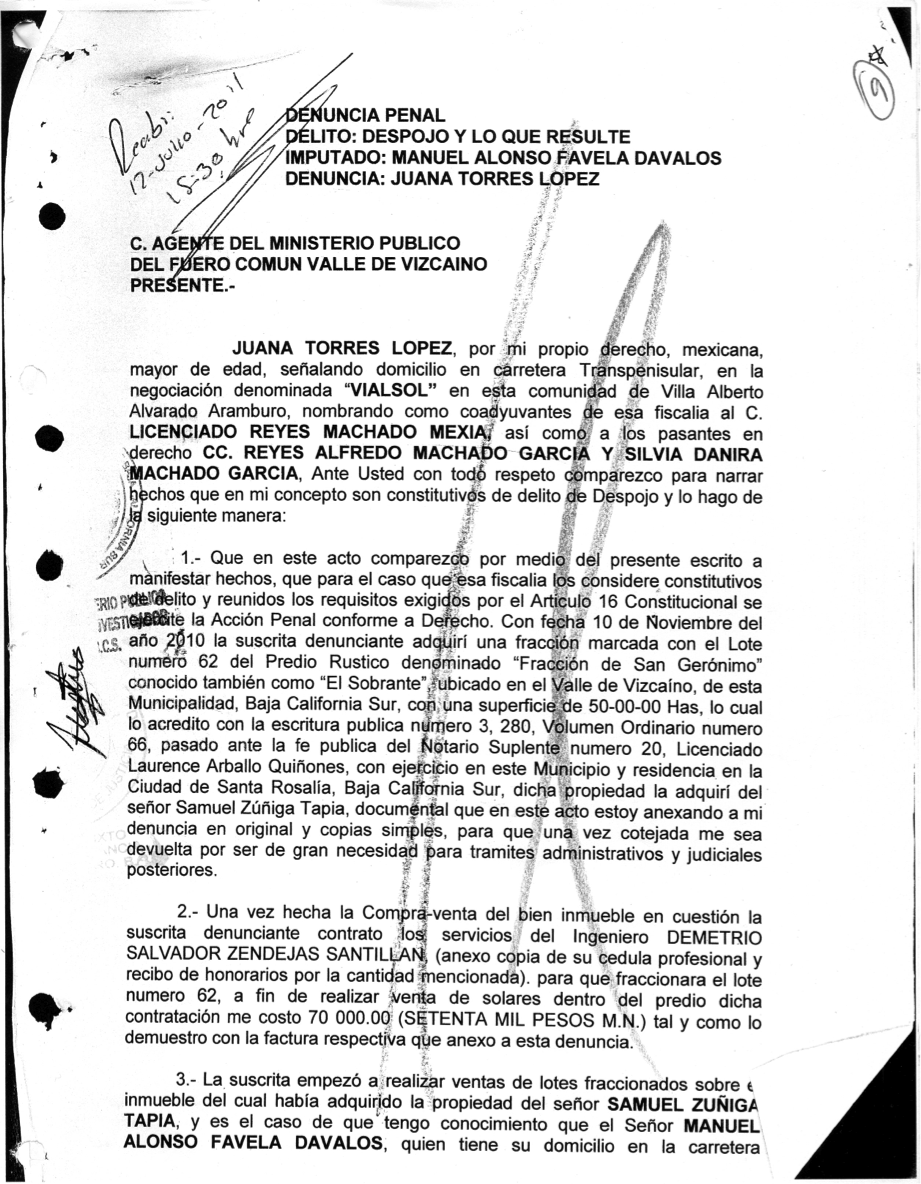 9
Recibí:
12-Julio-2011
15-30 hrs
DENUNCIA PENAL
DELITO: DESPOJO Y LO QUE RESULTE
IMPUTADO: MANUEL ALONSO FAVELA DAVALOS
DENUNCIA: JUANA TORRES LOPEZ
C. AGENTE DEL MINISTERIO PUBLICO
DEL FUERO COMUN VALLE DE VIZCAINO
PRESENTE.-
JUANA TORRES LOPEZ, por mi propio derecho, mexicana,
mayor de edad, señalando domicilio en carretera Transpenisular, en la
negociación denominada “VIALSOL” en esta comunidad de Villa Alberto
Alvarado Aramburo, nombrando como coadyuvantes de esa fiscalia al C.
LICENCIADO REYES MACHADO MEXIA, así como a los pasantes en
derecho CC. REYES ALFREDO MACHADO GARCIA Y SILVIA DANIRA
MACHADO GARCIA, Ante Usted con todo respeto comparezco para narrar
hechos que en mi concepto son constitutivos de delito de Despojo y lo hago de
la siguiente manera:
1.- Que en este acto comparezco por medio del presente escrito a
manifestar hechos, que para el caso que esa fiscalia los considere constitutivos
de delito y reunidos los requisitos exigidos por el Articulo 16 Constitucional se
ejercite la Acción Penal conforme a Derecho. Con fecha 10 de Noviembre del
año 2010 la suscrita denunciante adquirí una fracción marcada con el Lote
numero 62 del Predio Rustico denominado “Fracción de San Gerónimo”
conocido también como “El Sobrante”, ubicado en el Valle de Vizcaíno, de esta
Municipalidad, Baja California Sur, con una superficie de 50-00-00 Has, lo cual
lo acredito con la escritura publica numero 3, 280, Volumen Ordinario numero
66, pasado ante la fe publica del Notario Suplente numero 20, Licenciado
Laurence Arballo Quiñones, con ejercicio en este Municipio y residencia en la
Ciudad de Santa Rosalía, Baja California Sur, dicha propiedad la adquirí del
señor Samuel Zúñiga Tapia, documental que en este acto estoy anexando a mi
denuncia en original y copias simples, para que una vez cotejada me sea
devuelta por ser de gran necesidad para tramites administrativos y judiciales
posteriores.
2.- Una vez hecha la Compra-venta del bien inmueble en cuestión la
suscrita denunciante contrato los servicios del Ingeniero DEMETRIO
SALVADOR ZENDEJAS SANTILLAN, (anexo copia de su cedula profesional y
recibo de honorarios por la cantidad mencionada). para que fraccionara el lote
numero 62, a fin de realizar venta de solares dentro del predio dicha
contratación me costo 70 000.00 (SETENTA MIL PESOS M.N.) tal y como lo
demuestro con la factura respectiva que anexo a esta denuncia.
3.- La suscrita empezó a realizar ventas de lotes fraccionados sobre e
inmueble del cual había adquirido la propiedad del señor SAMUEL ZUÑIGA
TAPIA, y es el caso de que tengo conocimiento que el Señor MANUEL
ALONSO FAVELA DAVALOS, quien tiene su domicilio en la carretera